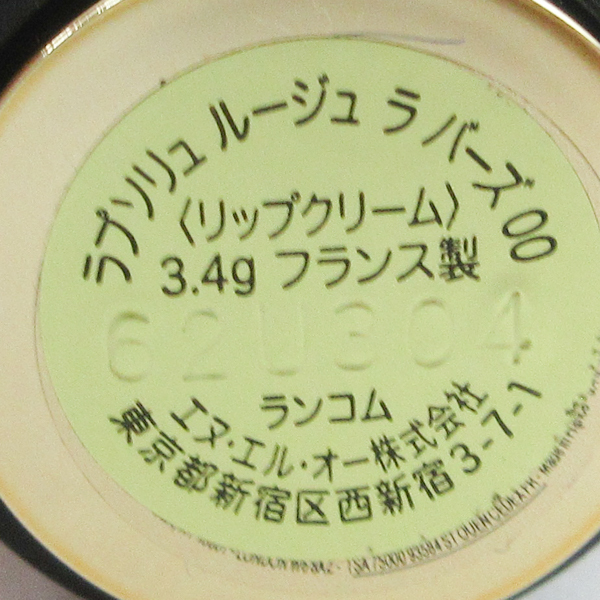 ラプソリュ ルージュ ラ バーズ 00
〈リップクリーム〉
3.4g フランス製
62U304
ランコム
エヌ・エル・オー株式会社
東京都新宿区西新宿3-7-1